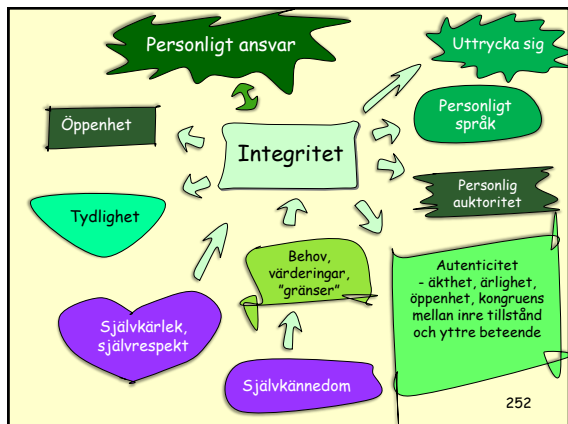 Personligt ansvar
Uttrycka sig
Öppenhet
Personligt
språk
Integritet
Personlig
auktoritet
Tydlighet
Behov,
värderingar,
”gränser”
Autenticitet
- äkthet, ärlighet,
öppenhet, kongruens
mellan inre tillstånd
och yttre beteende
Självkärlek,
självrespekt
Självkännedom
252